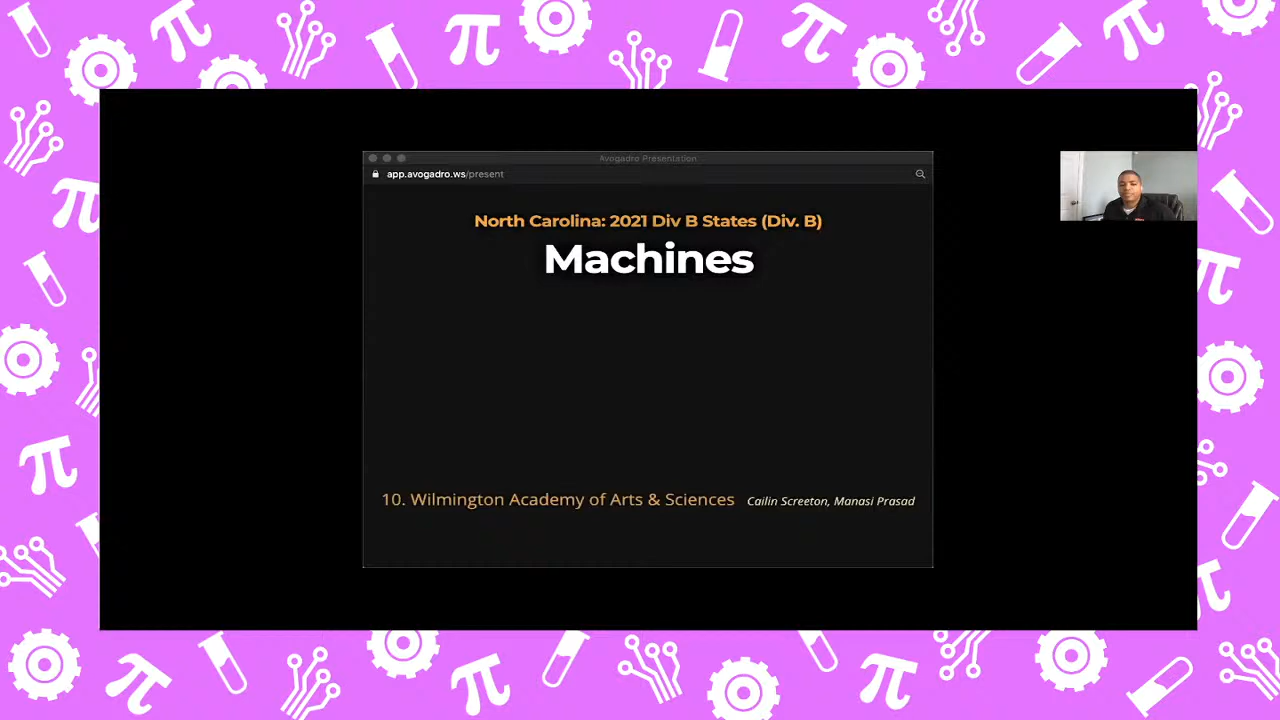 Avogadro Presentation
app.avogadro.ws/present
North Carolina: 2021 Div B States (Div. B)
Machines
10. Wilmington Academy of Arts & Sciences Cailin Screeton, Manasi Prasad